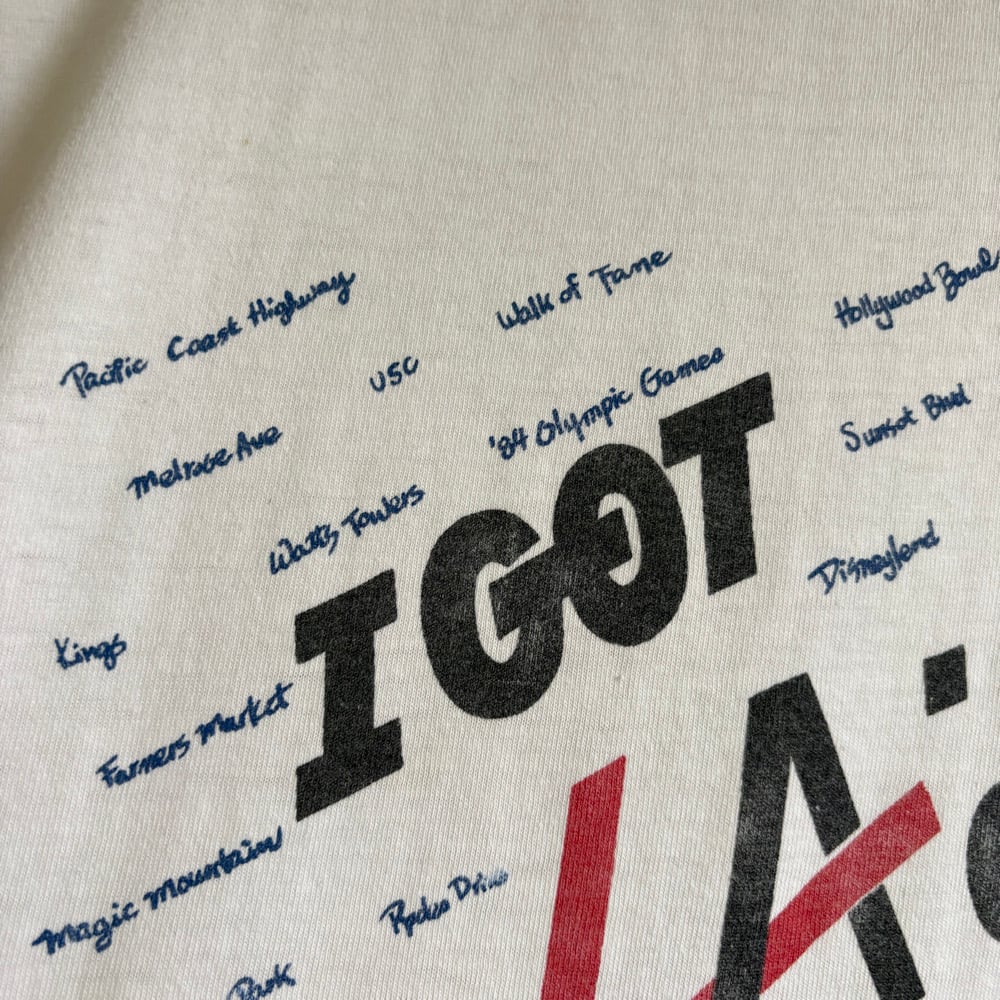 Pacific Coast Highway
Walk of Fame
Hollywood Bowl
USC
'84 Olympic Games
Melrose Ave
Sunset Blvd
Watts Towers
I GOT
Disneyland
Kings
Farmers Market
L.A.'
Magic Mountain
Rodeo Drive
Park